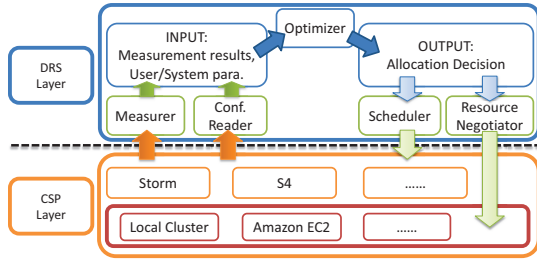 DRS
Layer
INPUT:
Measurement results,
User/System para.
Optimizer
OUTPUT:
Allocation Decision
Measurer
Conf.
Reader
Scheduler
Resource
Negotiator
CSP
Layer
Storm
S4
......
Local Cluster
Amazon EC2
......